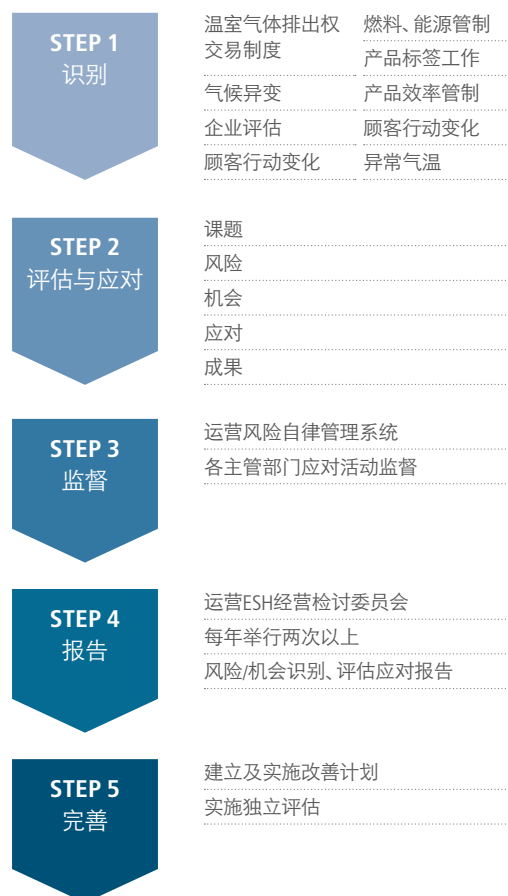 STEP 1
识别
温室气体排出权
交易制度
气候异变
企业评估
顾客行动变化
燃料、能源管制
产品标签工作
产品效率管制
顾客行动变化
异常气温
STEP 2
评估与应对
课题
风险
机会
应对
成果
STEP 3
监督
运营风险自律管理系统
各主管部门应对活动监督
STEP 4
报告
运营ESH经营检讨委员会
每年举行两次以上
风险/机会识别、评估应对报告
STEP 5
完善
建立及实施改善计划
实施独立评估